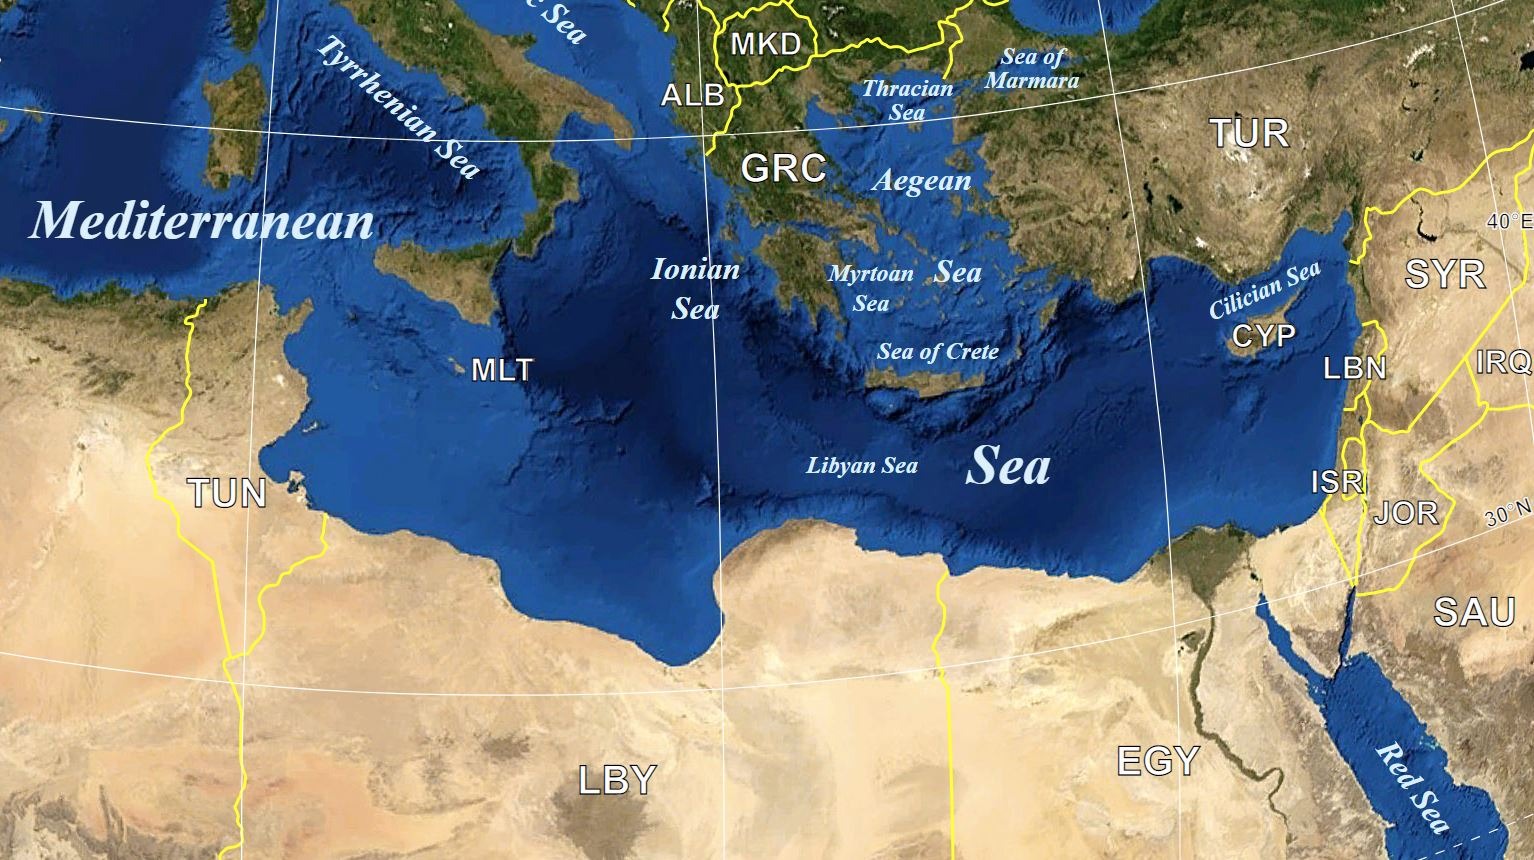 c Sea
MKD
Sea of
Marmara
Tyrrhenian Sea
Thracian
Sea
ALB
TUR
GRC
Aegean
Mediterranean
40°E
Ionian
Sea
Myrtoan
Sea
Sea
Cilician Sea
SYR
CYP
Sea of Crete
MLT
LBN
IRQ
Libyan Sea
Sea
ISR
TUN
JOR
30°N
SAU
EGY
LBY
Red Sea